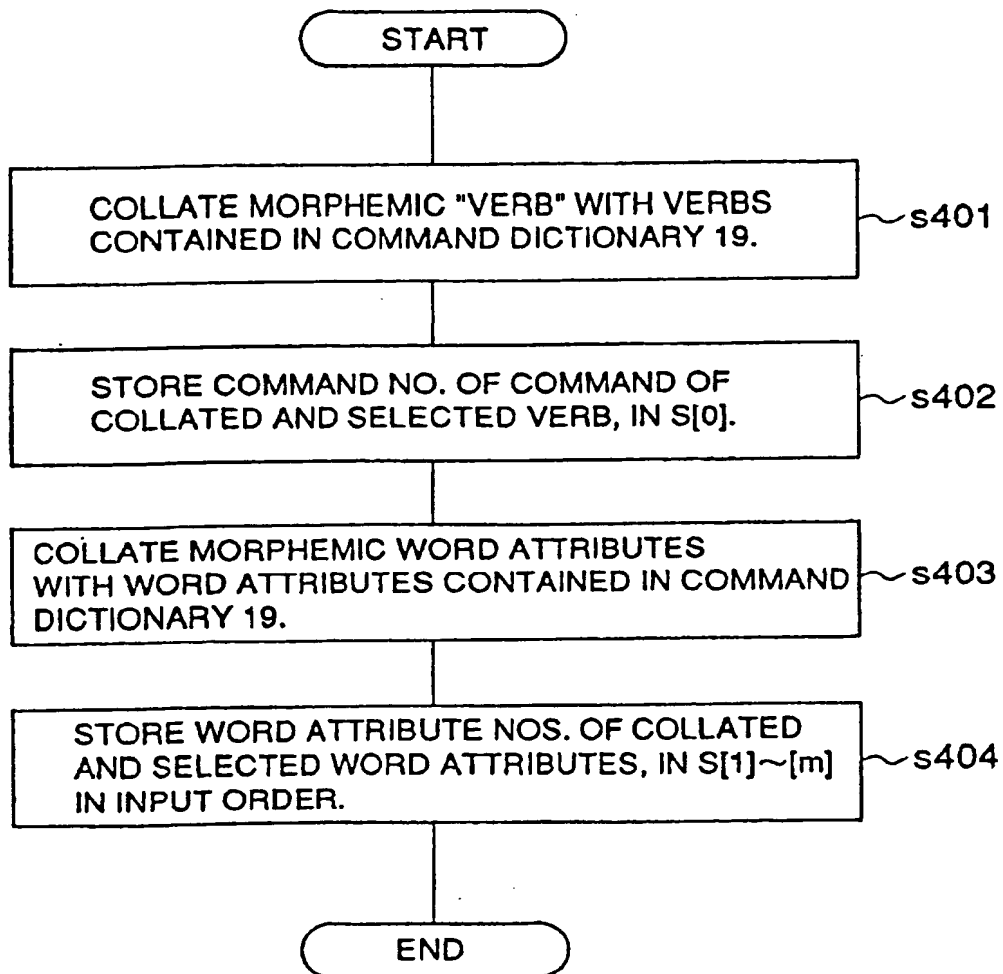 START
COLLATE MORPHEMIC "VERB" WITH VERBS
CONTAINED IN COMMAND DICTIONARY 19.
s401
STORE COMMAND NO. OF COMMAND OF
COLLATED AND SELECTED VERB, IN S[0].
s402
COLLATE MORPHEMIC WORD ATTRIBUTES
WITH WORD ATTRIBUTES CONTAINED IN COMMAND
DICTIONARY 19.
s403
STORE WORD ATTRIBUTE NOS. OF COLLATED
AND SELECTED WORD ATTRIBUTES, IN S[1]~[m]
IN INPUT ORDER.
s404
END